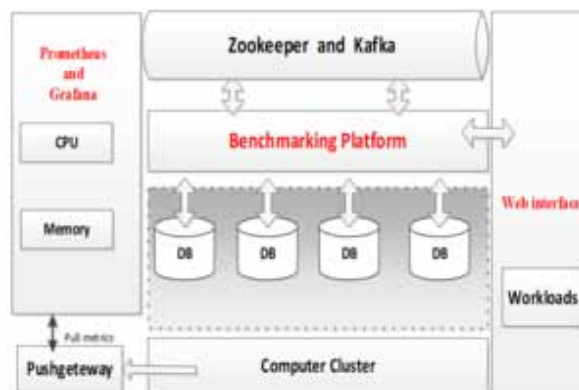 Prometheus
and
Grafana
CPU
Memory
Zookeeper and Kafka
Benchmarking Platform
DB
DB
DB
DB
Web interface
Workloads
Pull metrics
Pushgeteway
Computer Cluster